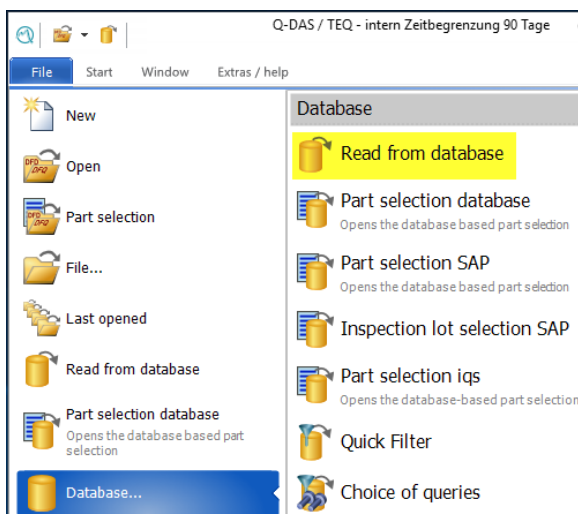 Q-DAS / TEQ - intern Zeitbegrenzung 90 Tage
File Start Window Extras / help
New
Open
Part selection
File...
Last opened
Read from database
Part selection database
Opens the database based part
selection
Database...
Database
Read from database
Part selection database
Opens the database based part selection
Part selection SAP
Opens the database based part selection
Inspection lot selection SAP
Part selection iqs
Opens the database-based part selection
Quick Filter
Choice of queries